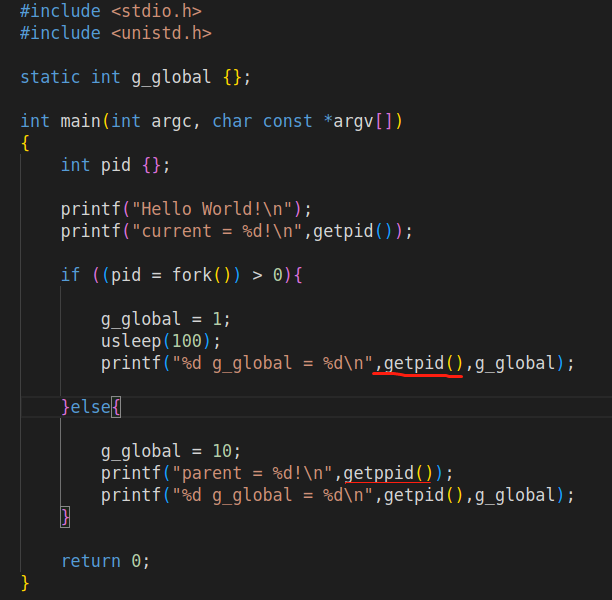 #include <stdio.h>
#include <unistd.h>
static int g_global {};
int main(int argc, char const *argv[])
{
int pid {};
printf("Hello World!\n");
printf("current = %d!\n",getpid());
if ((pid = fork()) > 0){
g_global = 1;
usleep(100);
printf("%d g_global = %d\n",getpid(),g_global);
}else{
g_global = 10;
printf("parent = %d!\n",getppid());
printf("%d g_global = %d\n",getpid(),g_global);
}
return 0;
}